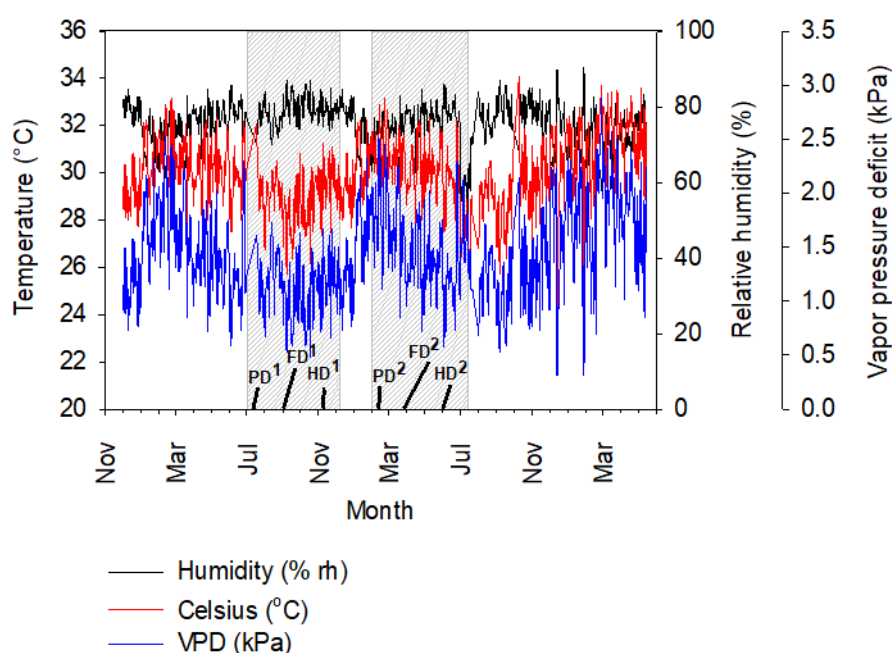 36
34
32
30
28
26
24
22
20
Temperature (°C)
100
80
60
40
20
0
Relative humidity (%)
3.5
3.0
2.5
2.0
1.5
1.0
0.5
0.0
Vapor pressure deficit (kPa)
PD¹
FD¹
HD¹
PD²
FD²
HD²
Nov
Mar
Jul
Nov
Mar
Jul
Nov
Mar
Month
Humidity (% rh)
Celsius (°C)
VPD (kPa)